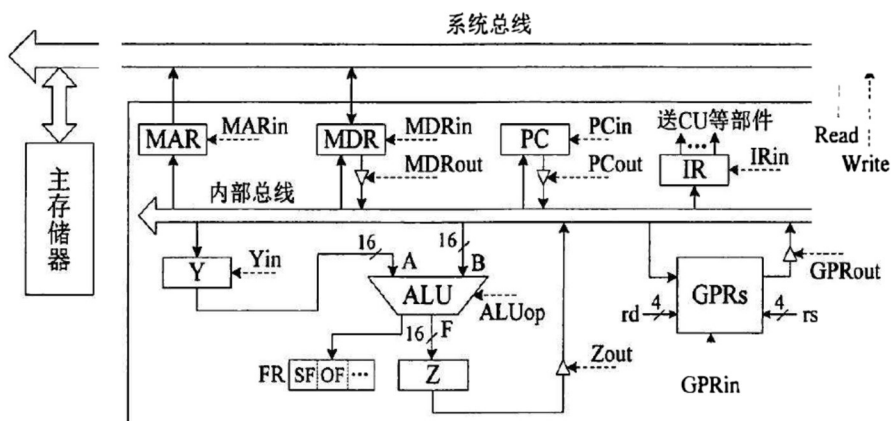 系统总线
MAR
MARin
MDR
MDRin
MDRout
PC
PCin
PCout
送CU等部件
...
IR
IRin
Read
Write
主存储器
内部总线
Y
Yin
16
A
16
B
ALU
ALUop
16
F
FR
SF
OF
...
Z
Zout
GPRs
GPRout
rd
4
4
rs
GPRin